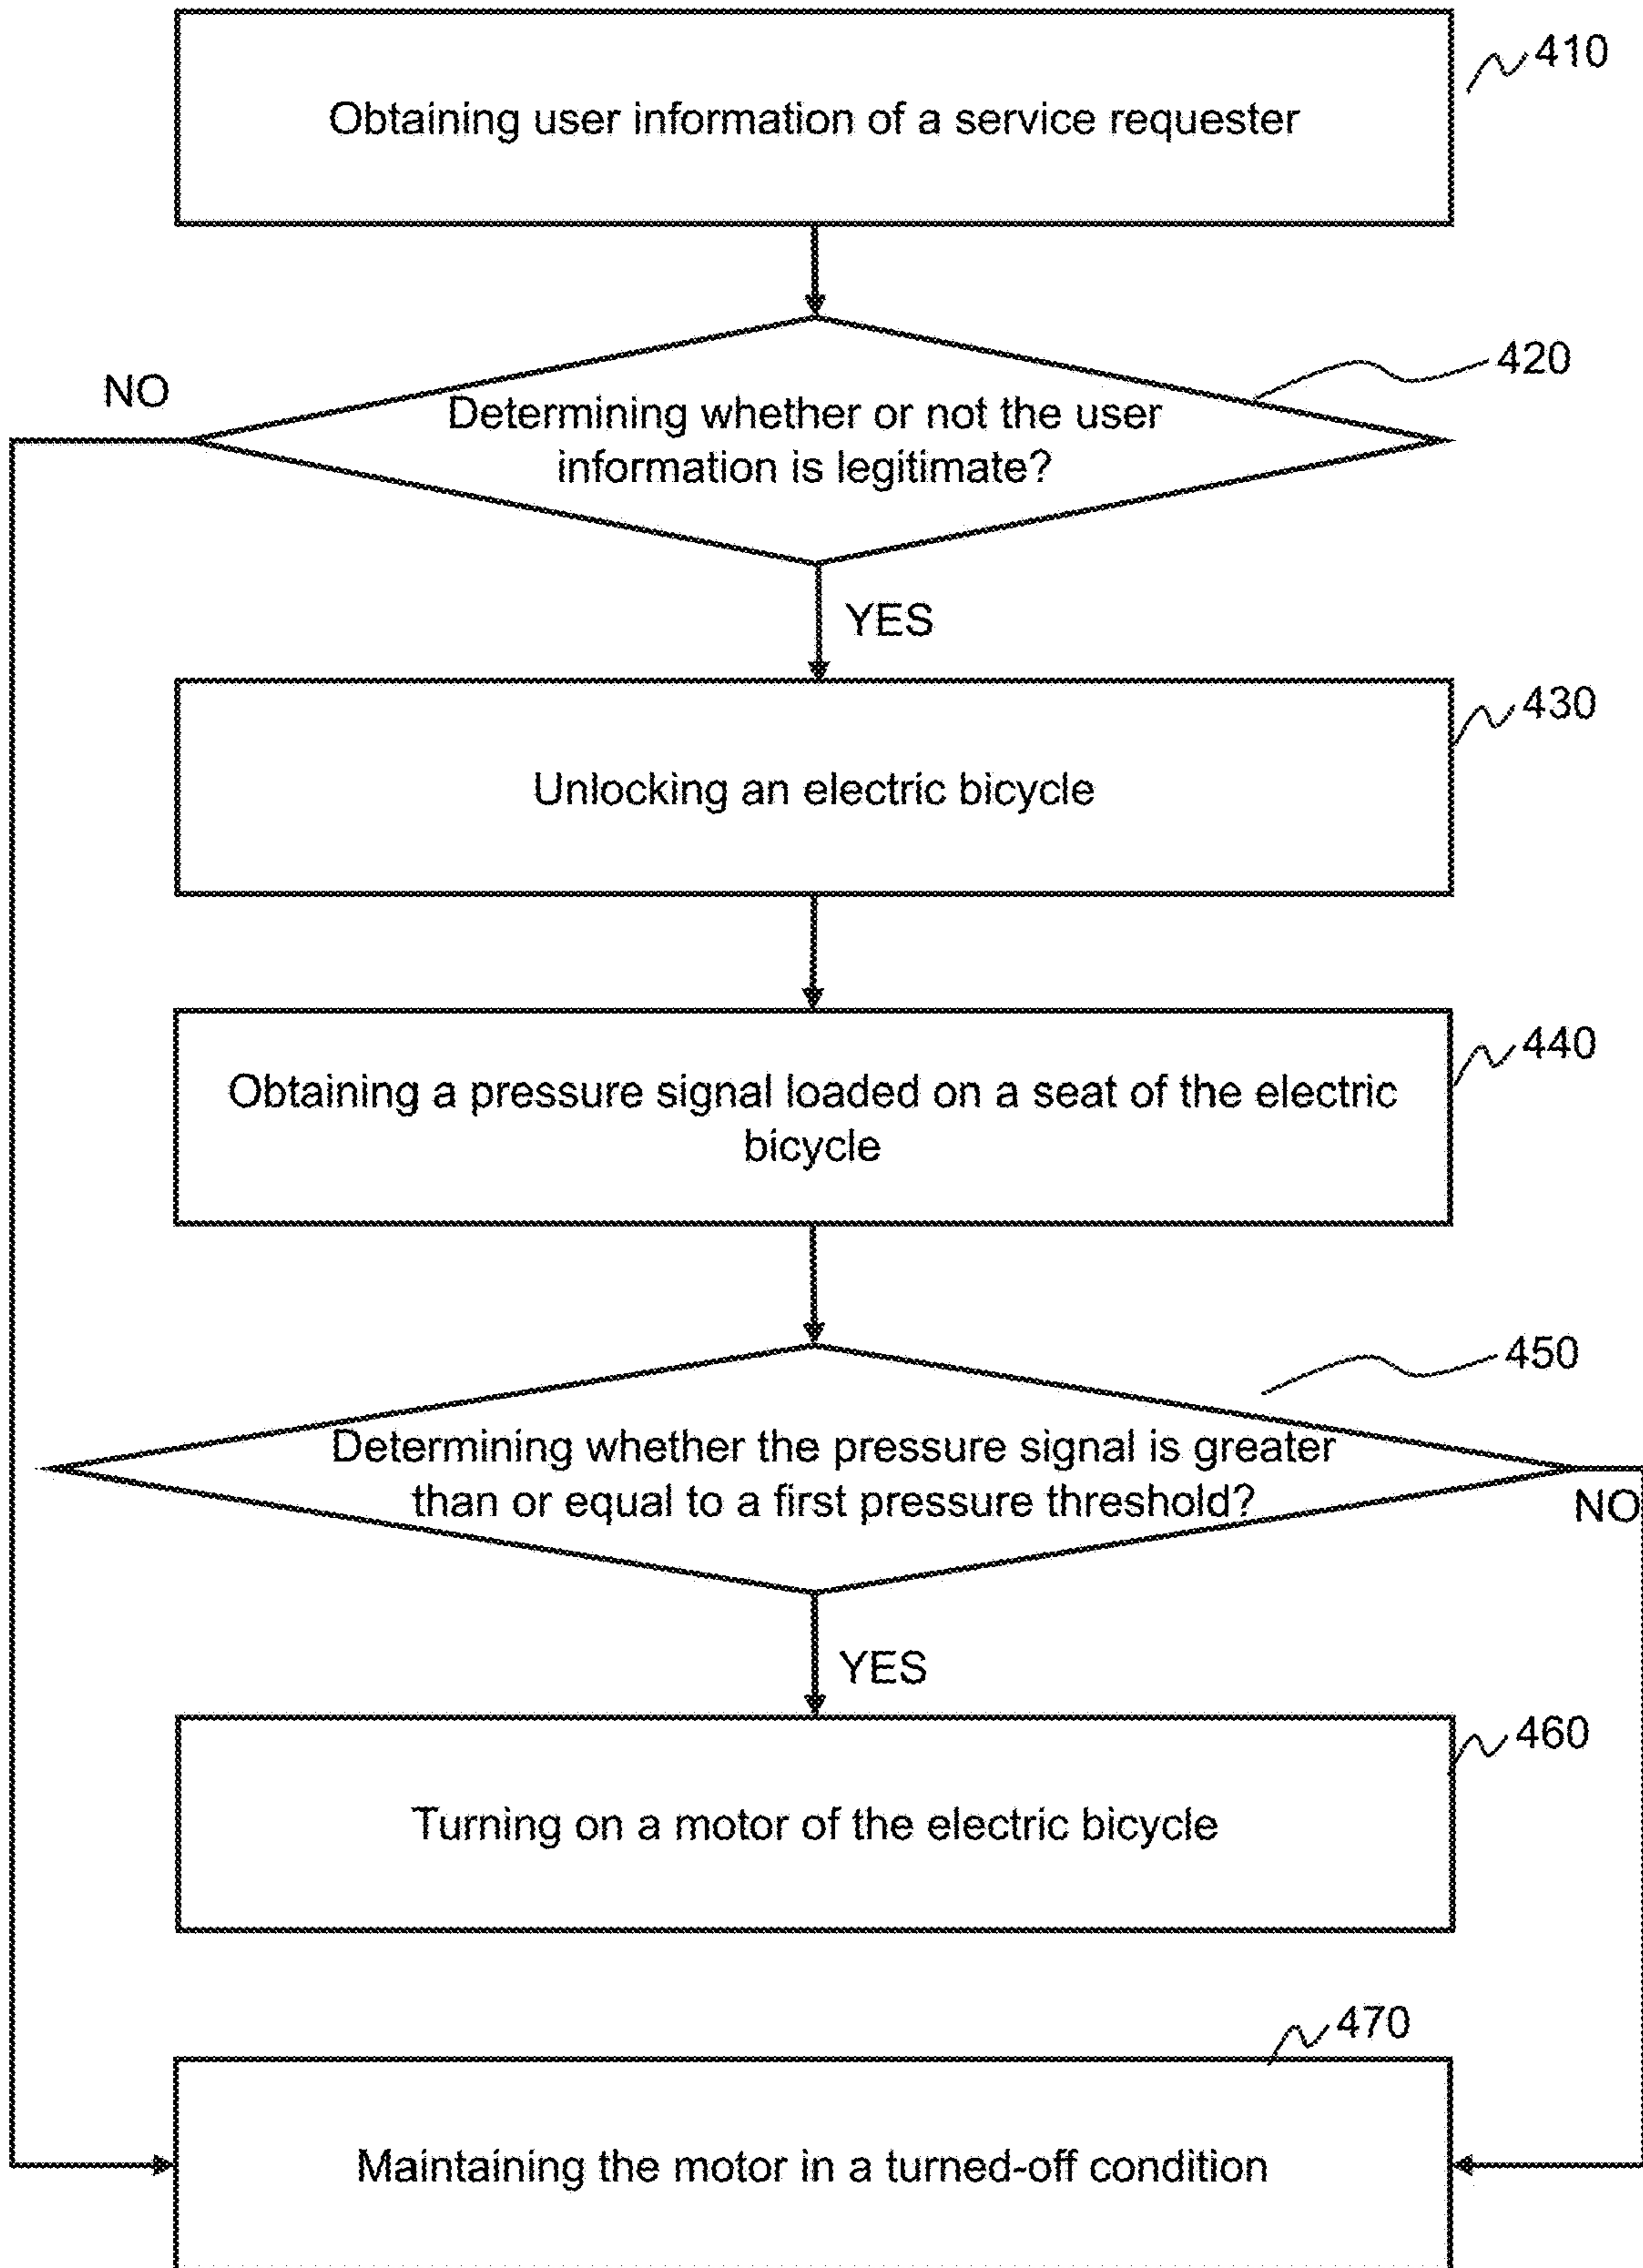 410
Obtaining user information of a service requester
420
NO
Determining whether or not the user
information is legitimate?
YES
430
Unlocking an electric bicycle
440
Obtaining a pressure signal loaded on a seat of the electric
bicycle
450
Determining whether the pressure signal is greater
than or equal to a first pressure threshold?
NO
YES
460
Turning on a motor of the electric bicycle
470
Maintaining the motor in a turned-off condition